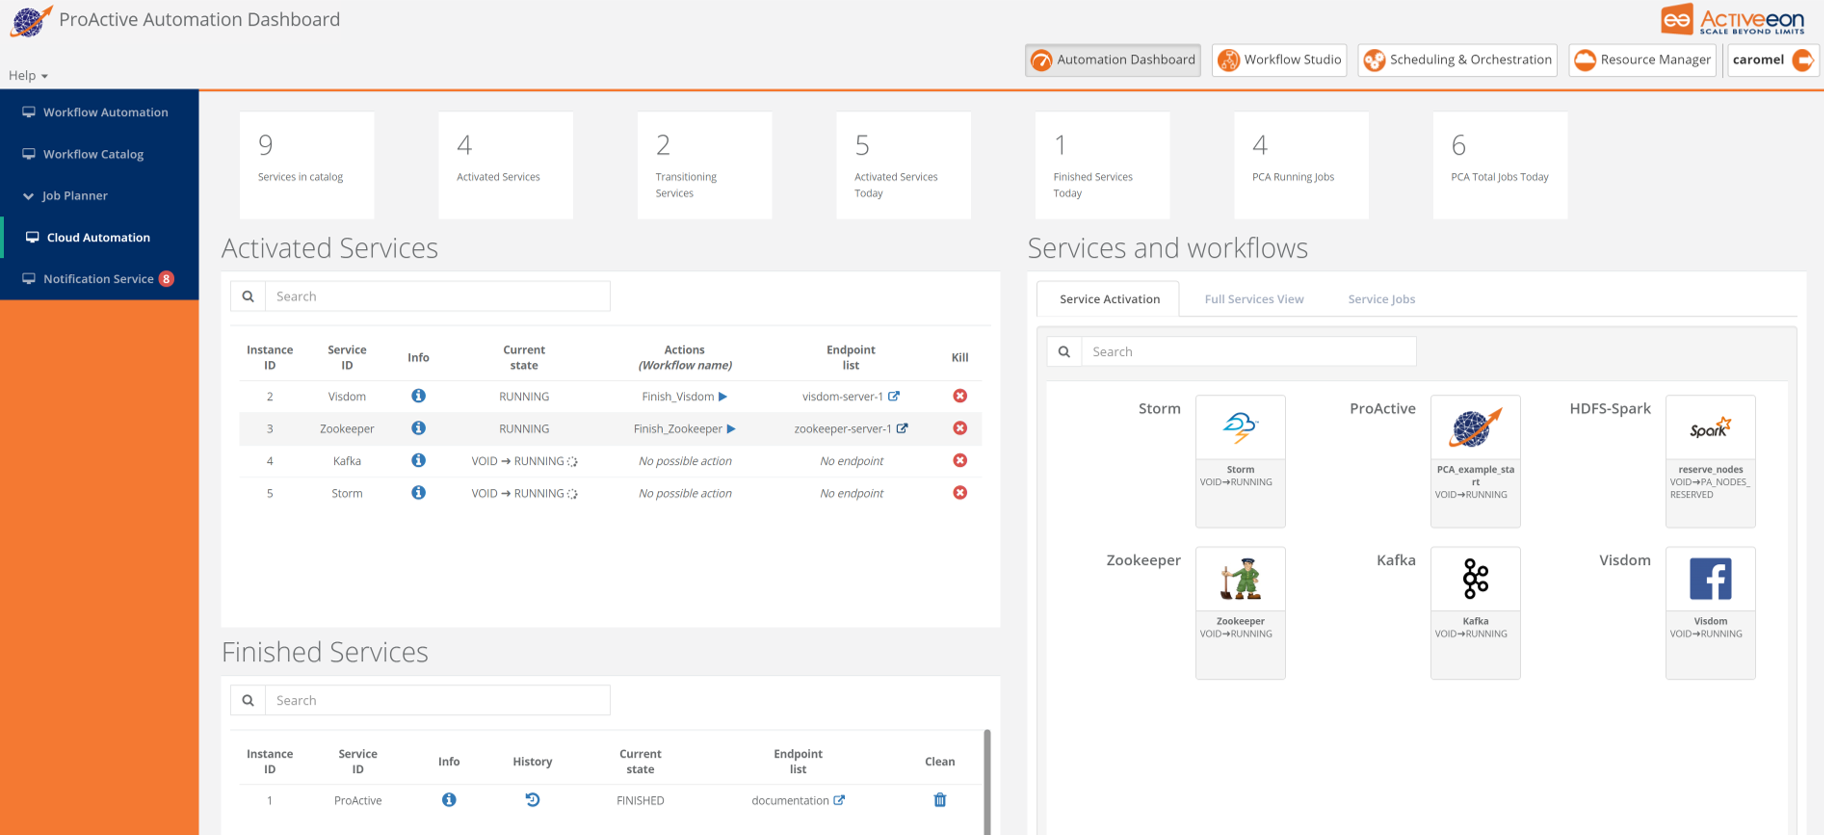 ProActive Automation Dashboard
Activeeon
SCALE BEYOND LIMITS
Automation Dashboard
Workflow Studio
Scheduling & Orchestration
Resource Manager
caromel
Help
Workflow Automation
Workflow Catalog
Job Planner
Cloud Automation
Notification Service 8
9
Services in catalog
4
Activated Services
2
Transitioning
Services
5
Activated Services
Today
1
Finished Services
Today
4
PCA Running Jobs
6
PCA Total Jobs Today
Activated Services
Search
Instance ID Service ID Info Current state Actions (Workflow name) Endpoint list Kill
2 Visdom RUNNING Finish_Visdom visdom-server-1
3 Zookeeper RUNNING Finish_Zookeeper zookeeper-server-1
4 Kafka VOID → RUNNING No possible action No endpoint
5 Storm VOID → RUNNING No possible action No endpoint
Finished Services
Search
Instance ID Service ID Info History Current state Endpoint list Clean
1 ProActive FINISHED documentation
Services and workflows
Service Activation
Full Services View
Service Jobs
Search
Storm
Storm
VOID→RUNNING
ProActive
PCA_example_sta
rt
VOID→RUNNING
HDFS-Spark
Spark
reserve_nodes
VOID→PA_NODES_
RESERVED
Zookeeper
Zookeeper
VOID→RUNNING
Kafka
Kafka
VOID→RUNNING
Visdom
Visdom
VOID→RUNNING